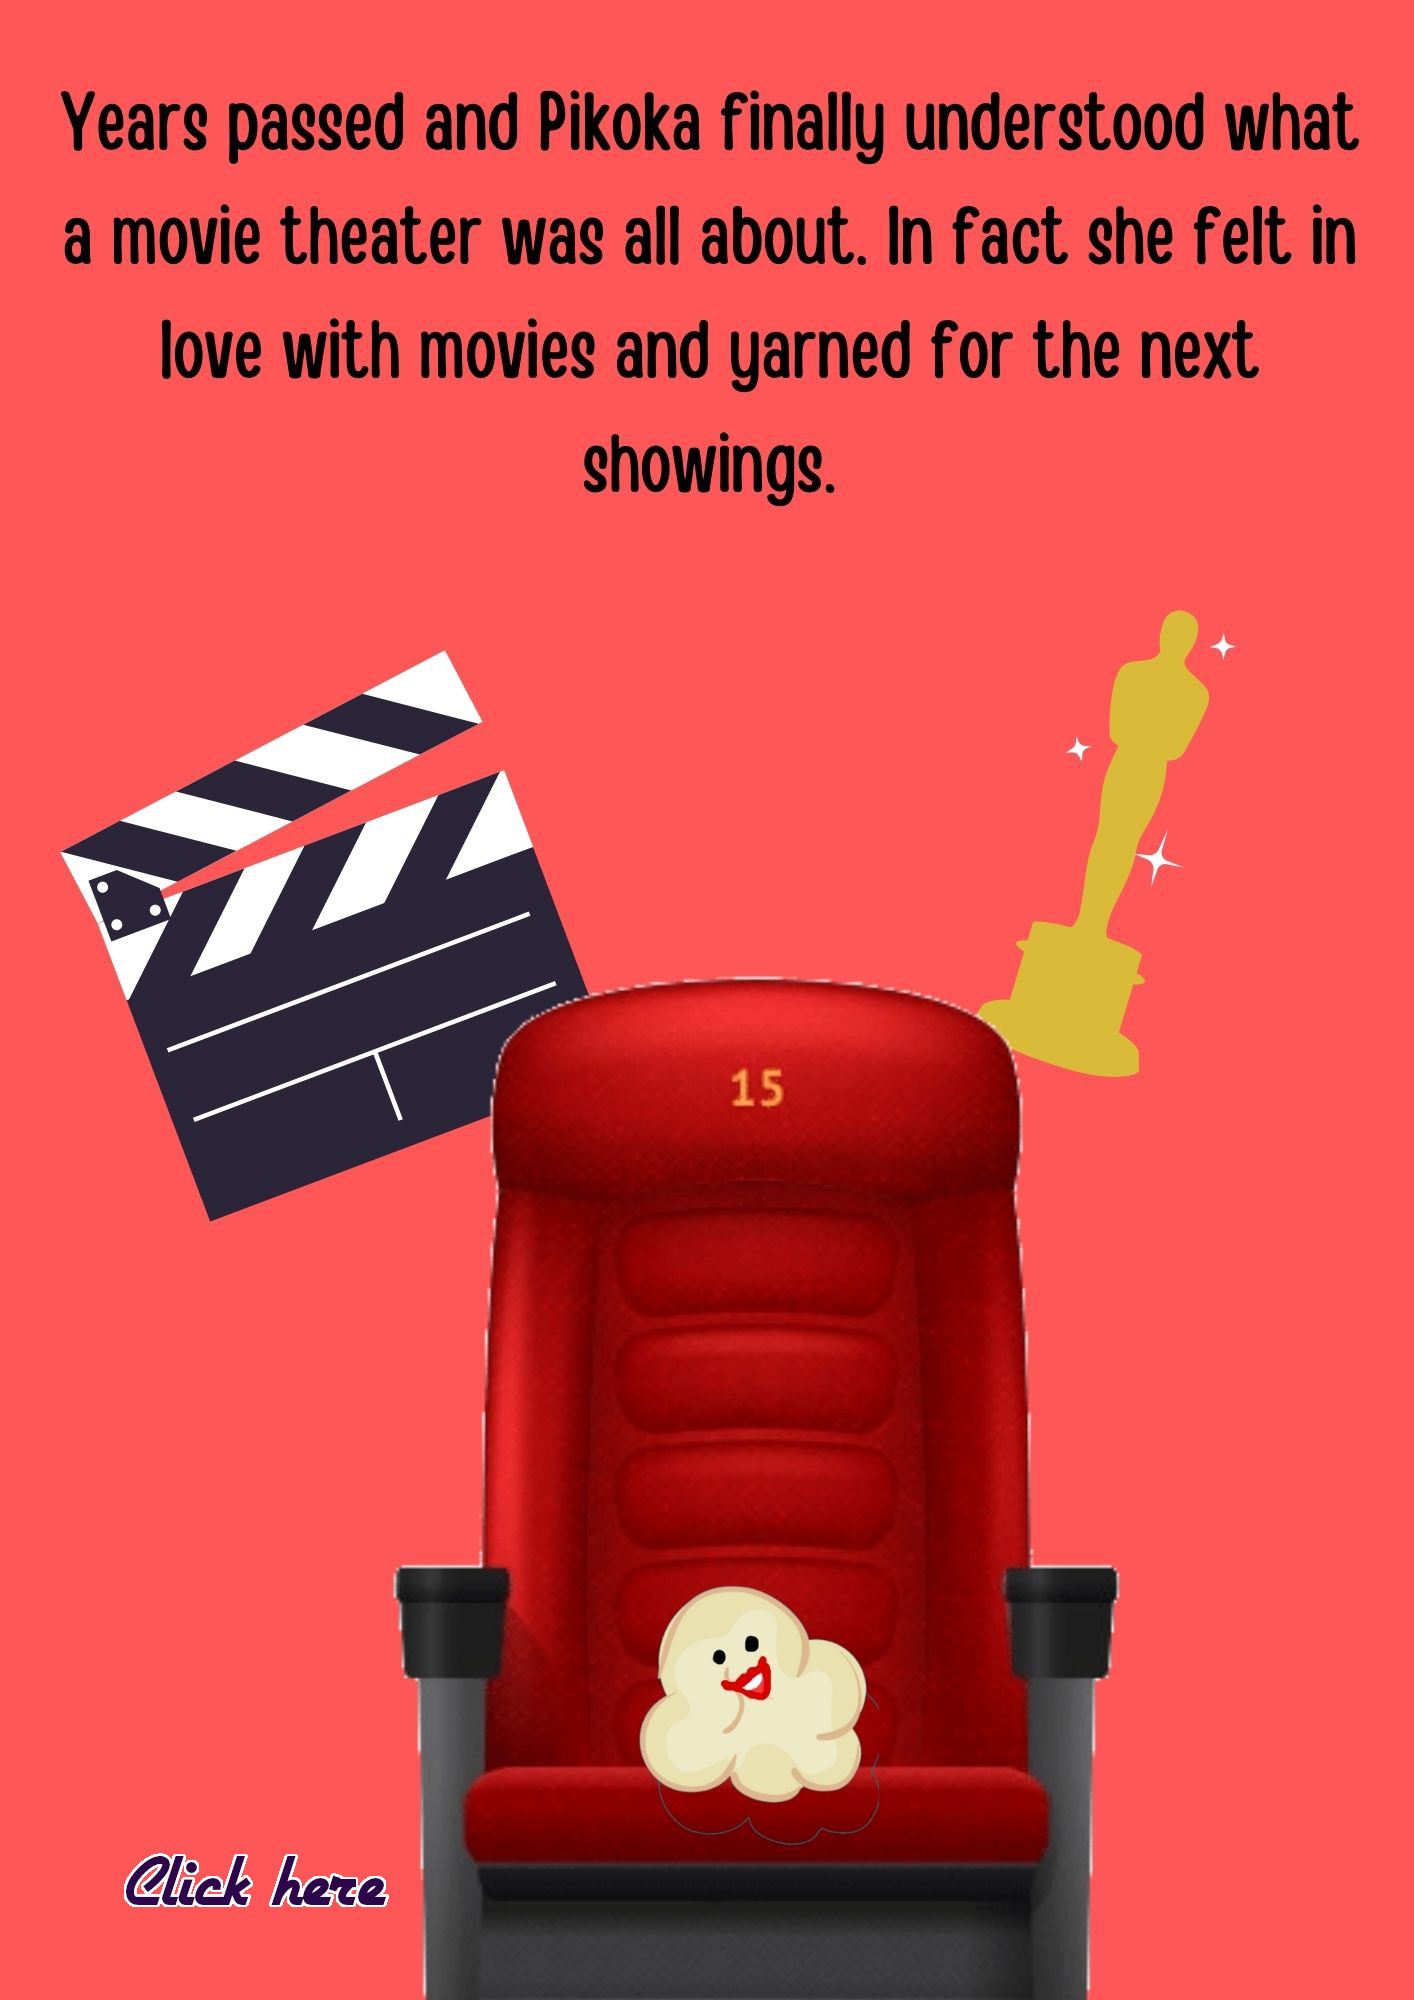 Years passed and Pikoka finally understood what
a movie theater was all about. In fact she felt in
love with movies and yarned for the next
showings.
15
Click here